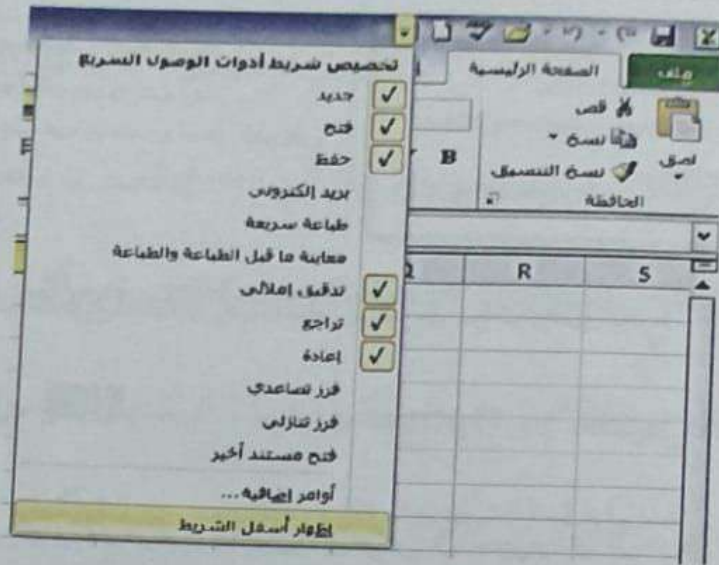 تخصيص شريط أدوات الوصول السريع
جديد
فتح
حفظ
بريد إلكتروني
طباعة سريعة
معاينة ما قبل الطباعة والطباعة
تدقيق إملائي
تراجع
إعادة
فرز تصاعدي
فرز تنازلي
فتح مستند أخير
أوامر إضافية...
إظهار أسفل الشريط
ملف
الصفحة الرئيسية
لصق
قص
نسخ
نسخ التنسيق
الحافظة
B
R
S